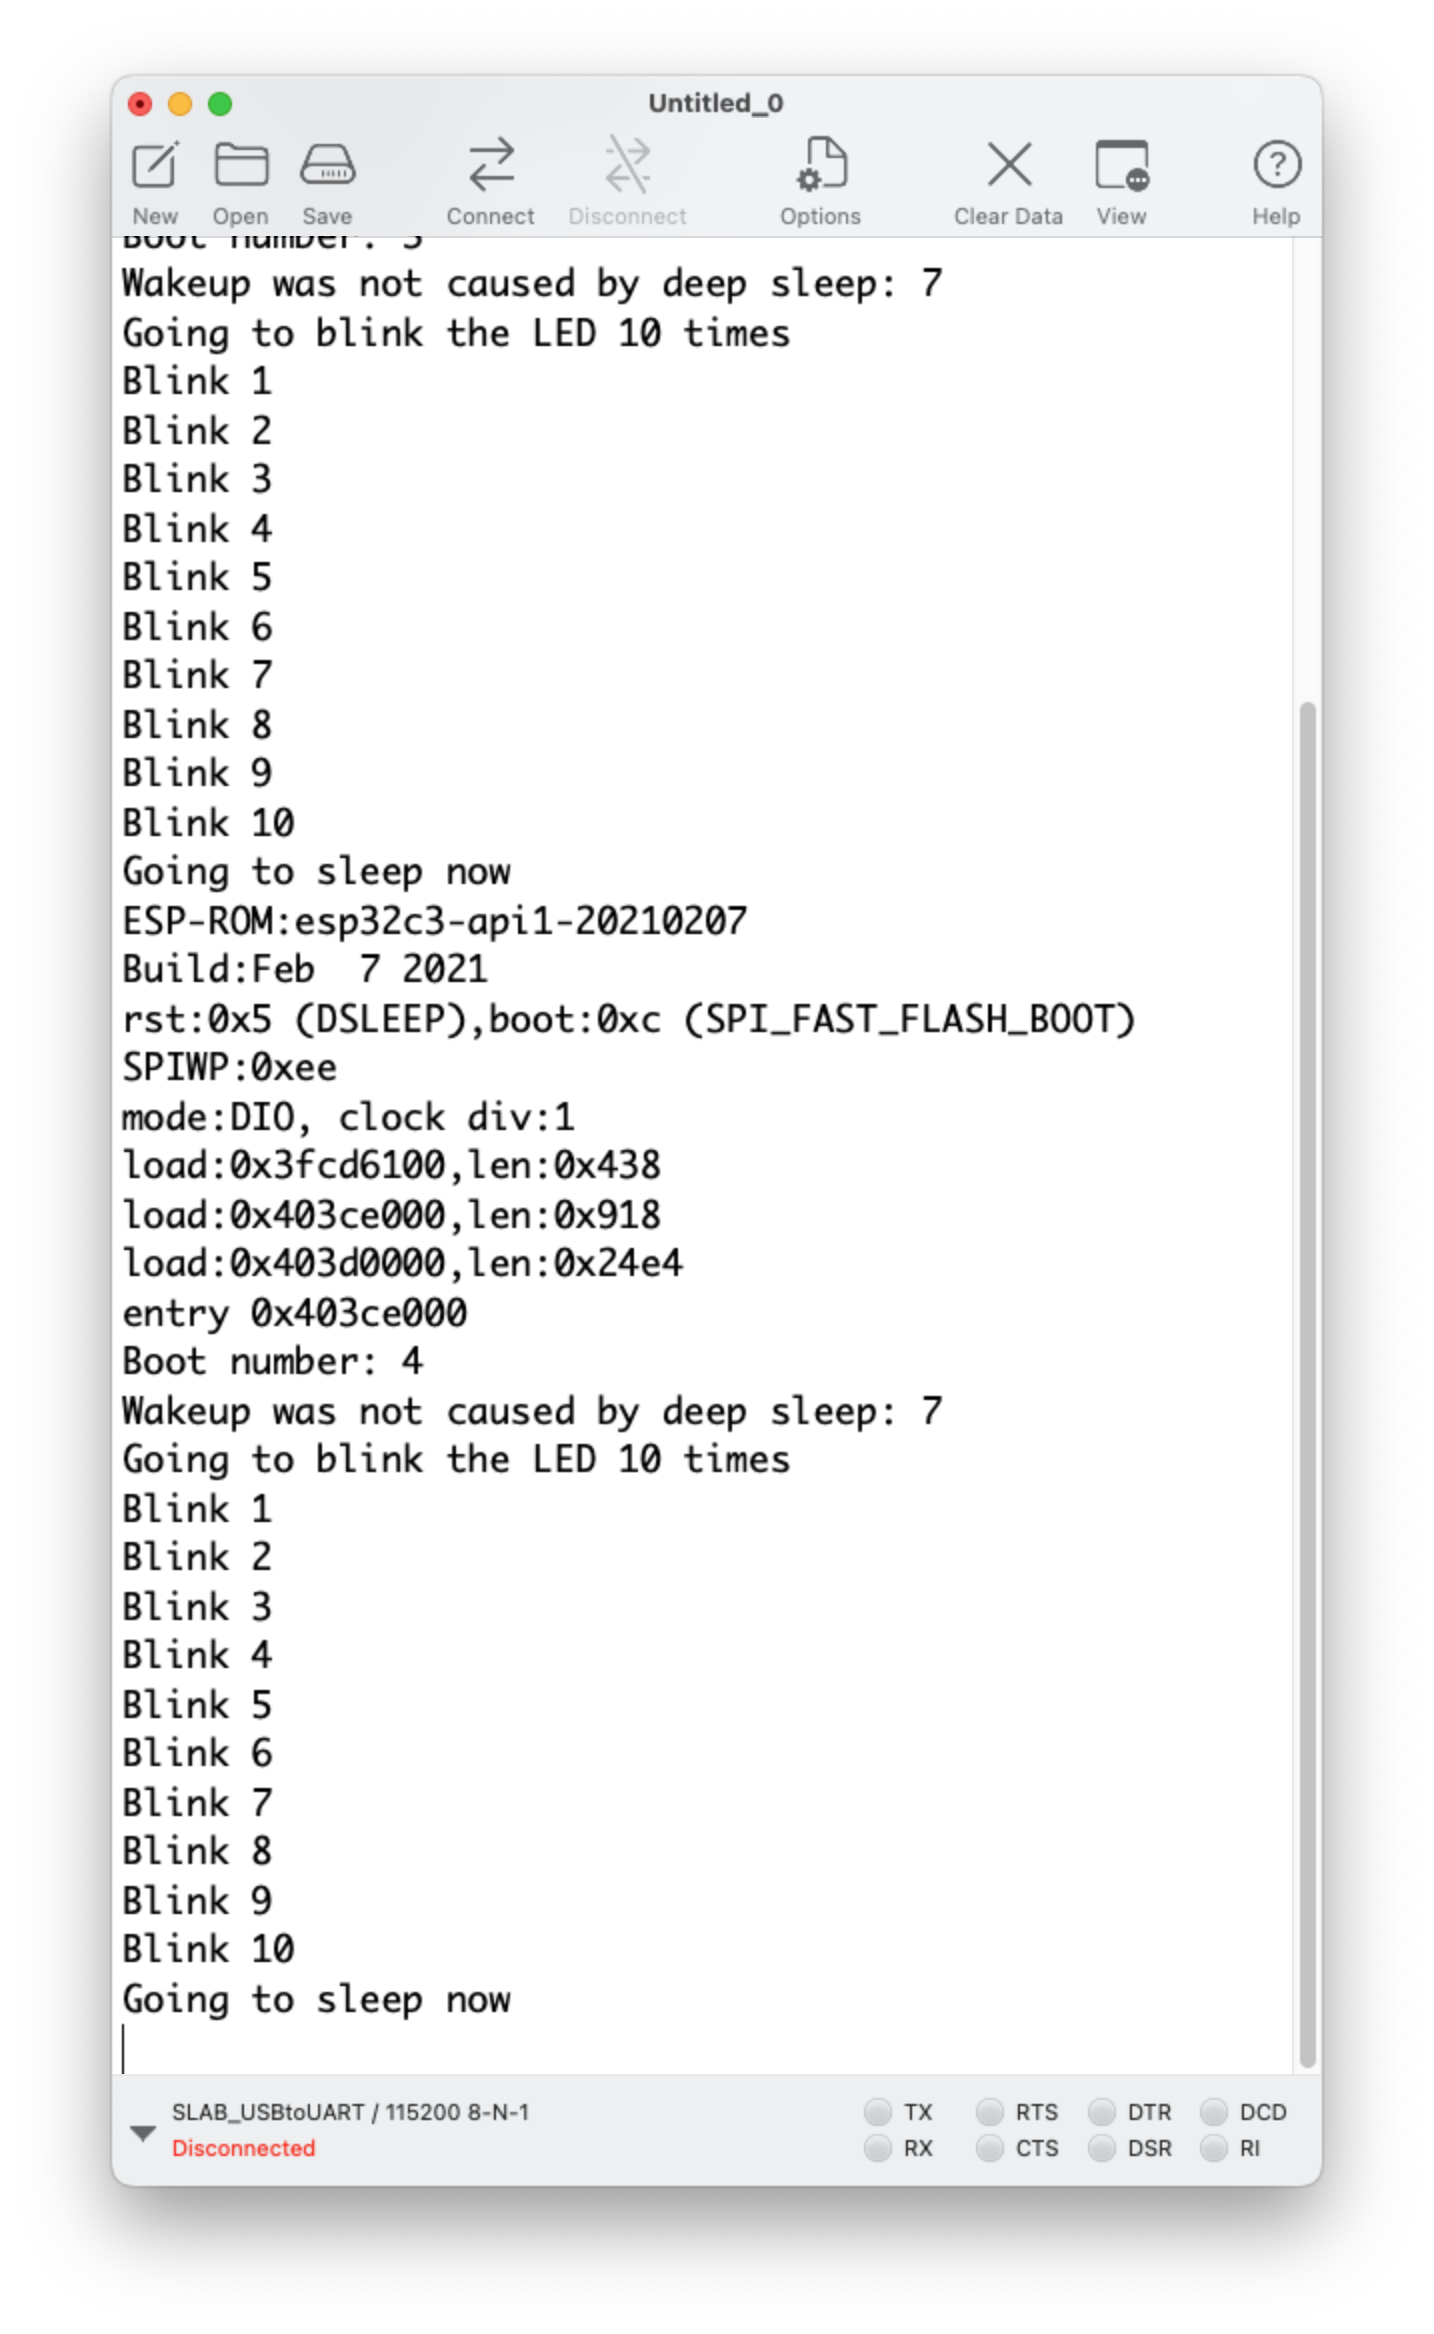 Untitled_0
New Open Save Connect Disconnect Options Clear Data View Help
Boot number: 3
Wakeup was not caused by deep sleep: 7
Going to blink the LED 10 times
Blink 1
Blink 2
Blink 3
Blink 4
Blink 5
Blink 6
Blink 7
Blink 8
Blink 9
Blink 10
Going to sleep now
ESP-ROM:esp32c3-api1-20210207
Build:Feb  7 2021
rst:0x5 (DSLEEP),boot:0xc (SPI_FAST_FLASH_BOOT)
SPIWP:0xee
mode:DIO, clock div:1
load:0x3fcd6100,len:0x438
load:0x403ce000,len:0x918
load:0x403d0000,len:0x24e4
entry 0x403ce000
Boot number: 4
Wakeup was not caused by deep sleep: 7
Going to blink the LED 10 times
Blink 1
Blink 2
Blink 3
Blink 4
Blink 5
Blink 6
Blink 7
Blink 8
Blink 9
Blink 10
Going to sleep now
SLAB_USBtoUART / 115200 8-N-1 TX RTS DTR DCD
Disconnected RX CTS DSR RI